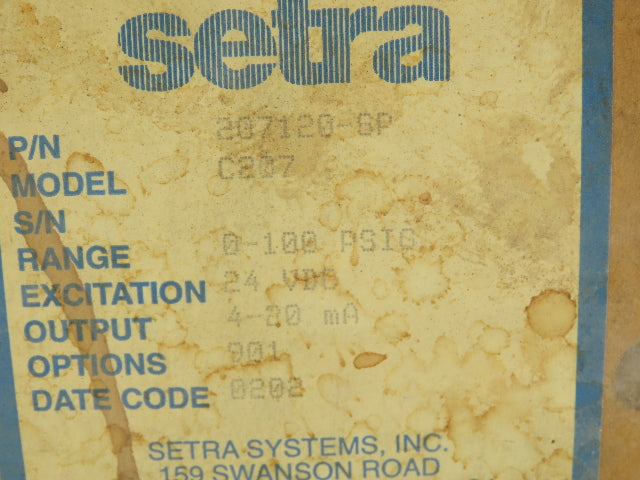 setra
P/N 207120-GP
MODEL C207
S/N
RANGE 0-100 PSIG
EXCITATION 24 VDC
OUTPUT 4-20 mA
OPTIONS 901
DATE CODE 0202
SETRA SYSTEMS, INC.
159 SWANSON ROAD